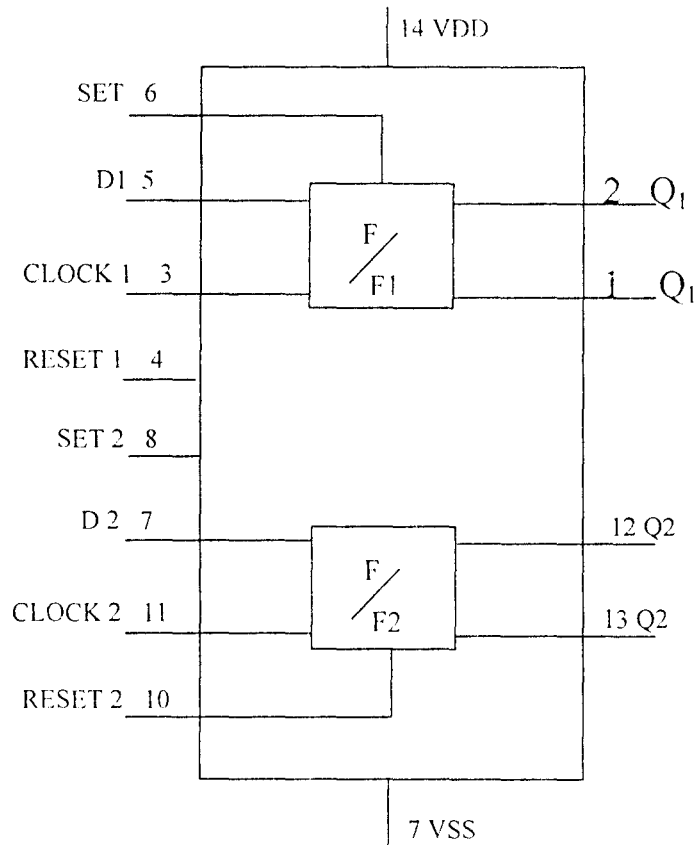 14 VDD
SET 6
D1 5
2 Q1
F
/
F1
CLOCK 1 3
1 Q1
RESET 1 4
SET 2 8
D 2 7
12 Q2
F
/
F2
CLOCK 2 11
13 Q2
RESET 2 10
7 VSS